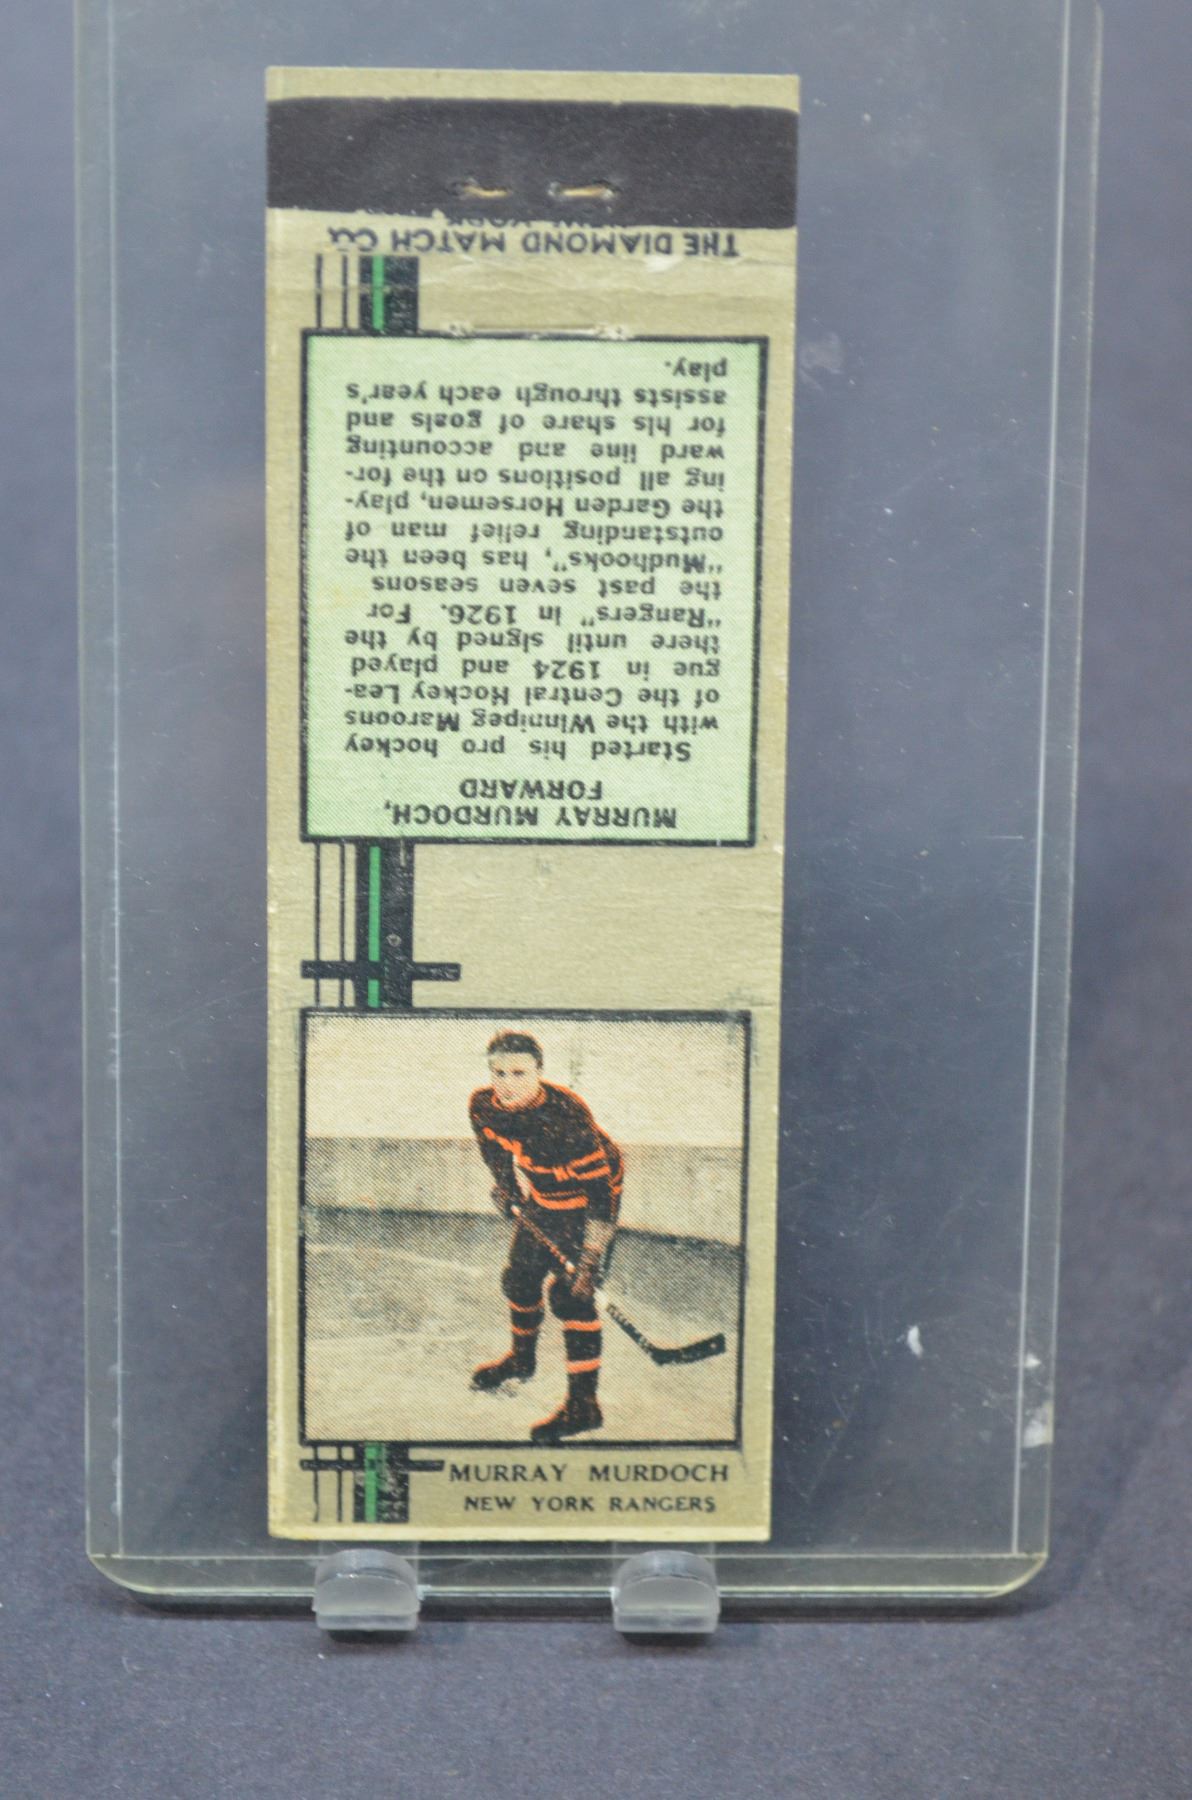 THE DIAMOND MATCH CO.
NEW YORK
MURRAY MURDOCH,
FORWARD
Started his pro hockey
with the Winnipeg Maroons
of the Central Hockey Lea-
gue in 1924 and played
there until signed by the
"Rangers" in 1926. For
the past seven seasons
"Mudhooks", has been the
outstanding relief man of
the Garden Horsemen, play-
ing all positions on the for-
ward line and accounting
for his share of goals and
assists through each year's
play.
MURRAY MURDOCH
NEW YORK RANGERS